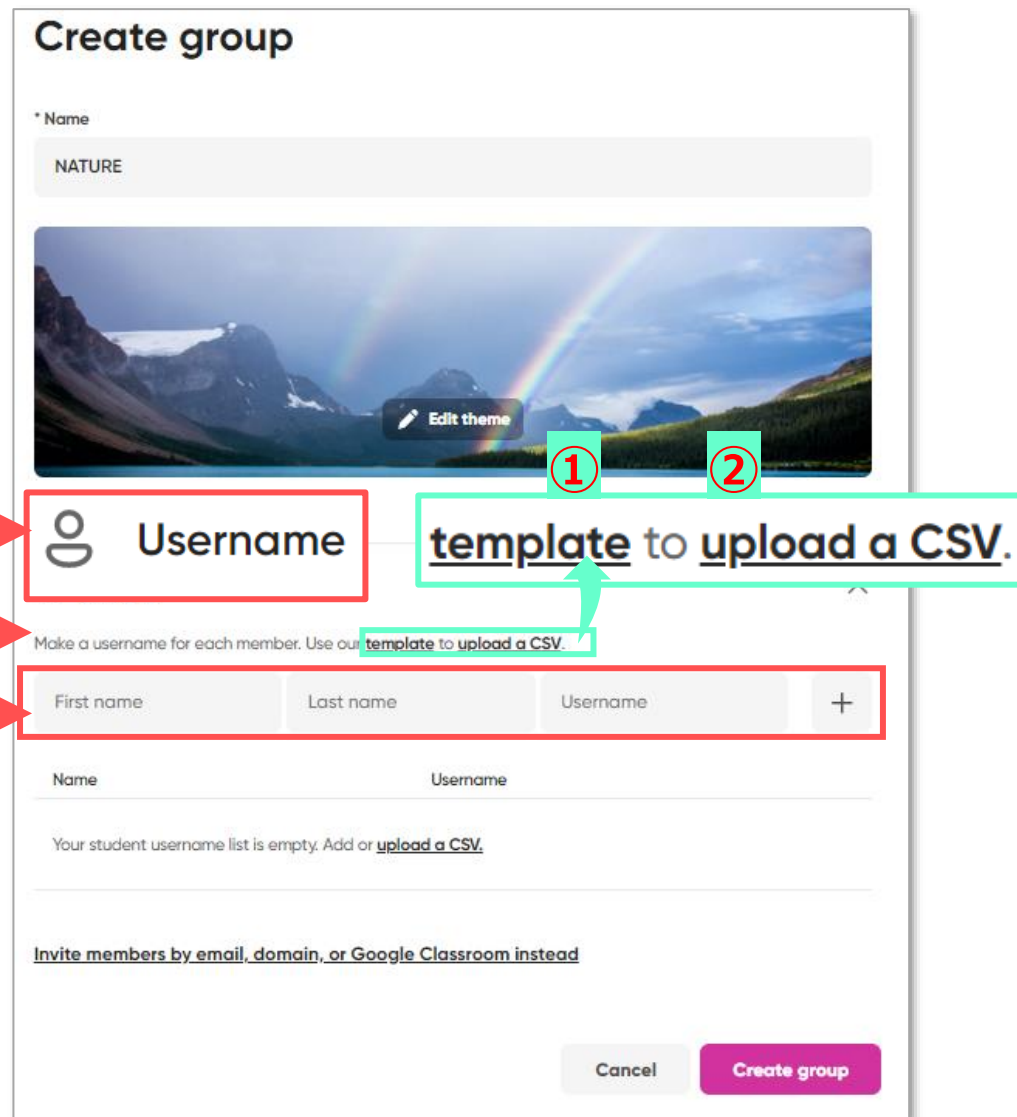 Create group
* Name
NATURE
Edit theme
① ②
Username
template to upload a CSV.
Make a username for each member. Use our template to upload a CSV.
First name Last name Username +
Name Username
Your student username list is empty. Add or upload a CSV.
Invite members by email, domain, or Google Classroom instead
Cancel Create group